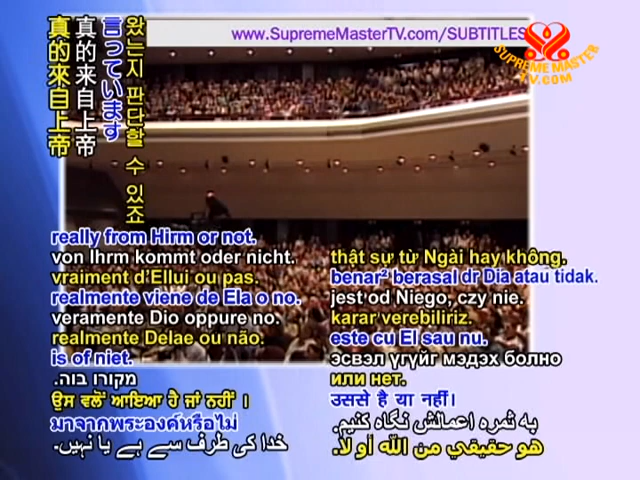 www.SupremeMasterTV.com/SUBTITLES
SUPREME MASTER
TV.COM
왔는지 판단할 수 있죠
言っています
真的來自上帝
真的来自上帝
really from Hirm or not.
von Ihrm kommt oder nicht.
vraiment d'Ellui ou pas.
realmente viene de Ela o no.
veramente Dio oppure no.
realmente Delae ou não.
is of niet.
מקורו בוה.
ਉਸ ਵਲੋਂ ਆਇਆ ਹੈ ਜਾਂ ਨਹੀਂ ।
มาจากพระองค์หรือไม่
خدا کی طرف سے ہے یا نہیں.
thật sự từ Ngài hay không.
benar² berasal dr Dia atau tidak.
jest od Niego, czy nie.
karar verebiliriz.
este cu El sau nu.
эсвэл үгүйг мэдэх болно
или нет.
उससे है या नहीं।
به ثمره اعمالش نگاه کنیم.
هو حقيقي من الله أو لا.